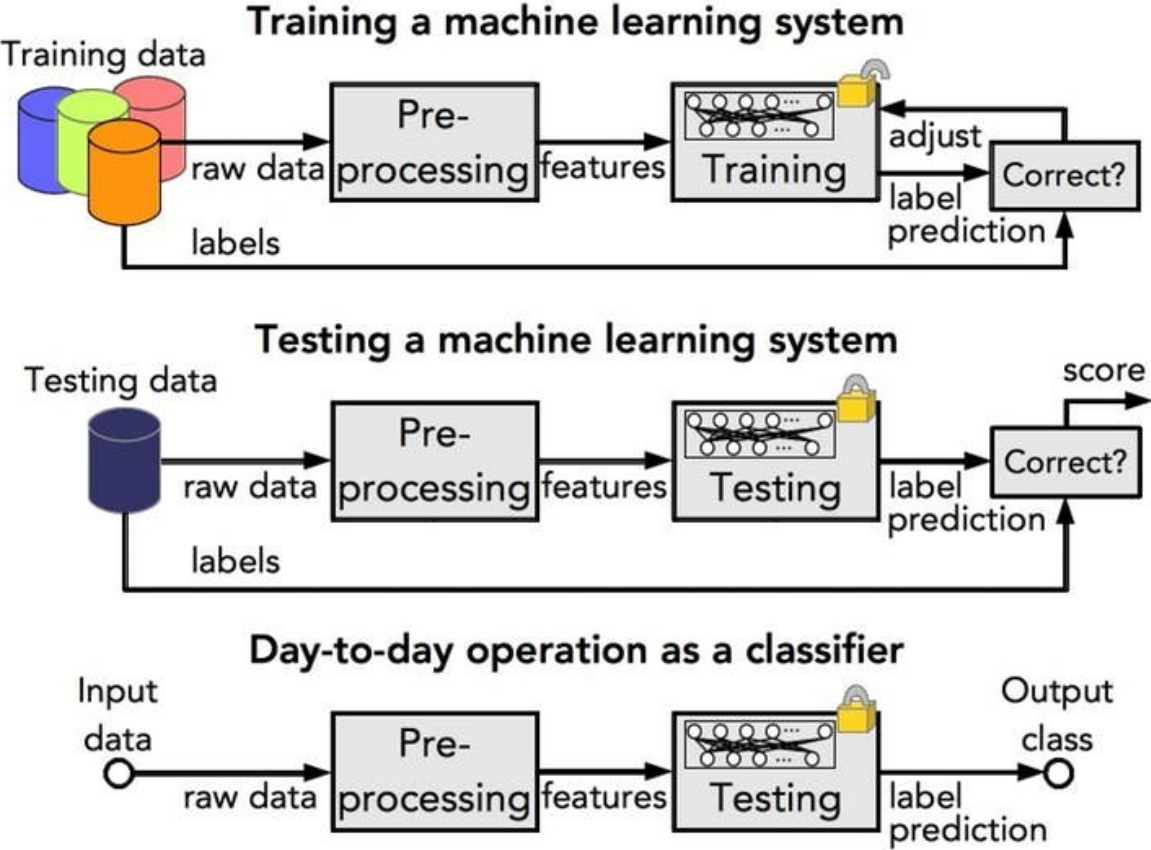 Training a machine learning system
Training data
raw data
Pre-
processing
features
...
...
Training
adjust
label
prediction
Correct?
labels
Testing a machine learning system
Testing data
raw data
Pre-
processing
features
...
...
Testing
label
prediction
Correct?
score
labels
Day-to-day operation as a classifier
Input
data
raw data
Pre-
processing
features
...
...
Testing
label
prediction
Output
class